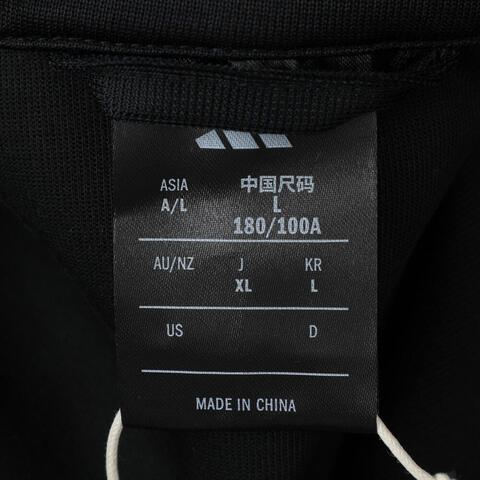 ASIA 中国尺码
A/L L
180/100A
AU/NZ J KR
XL L
US D
MADE IN CHINA